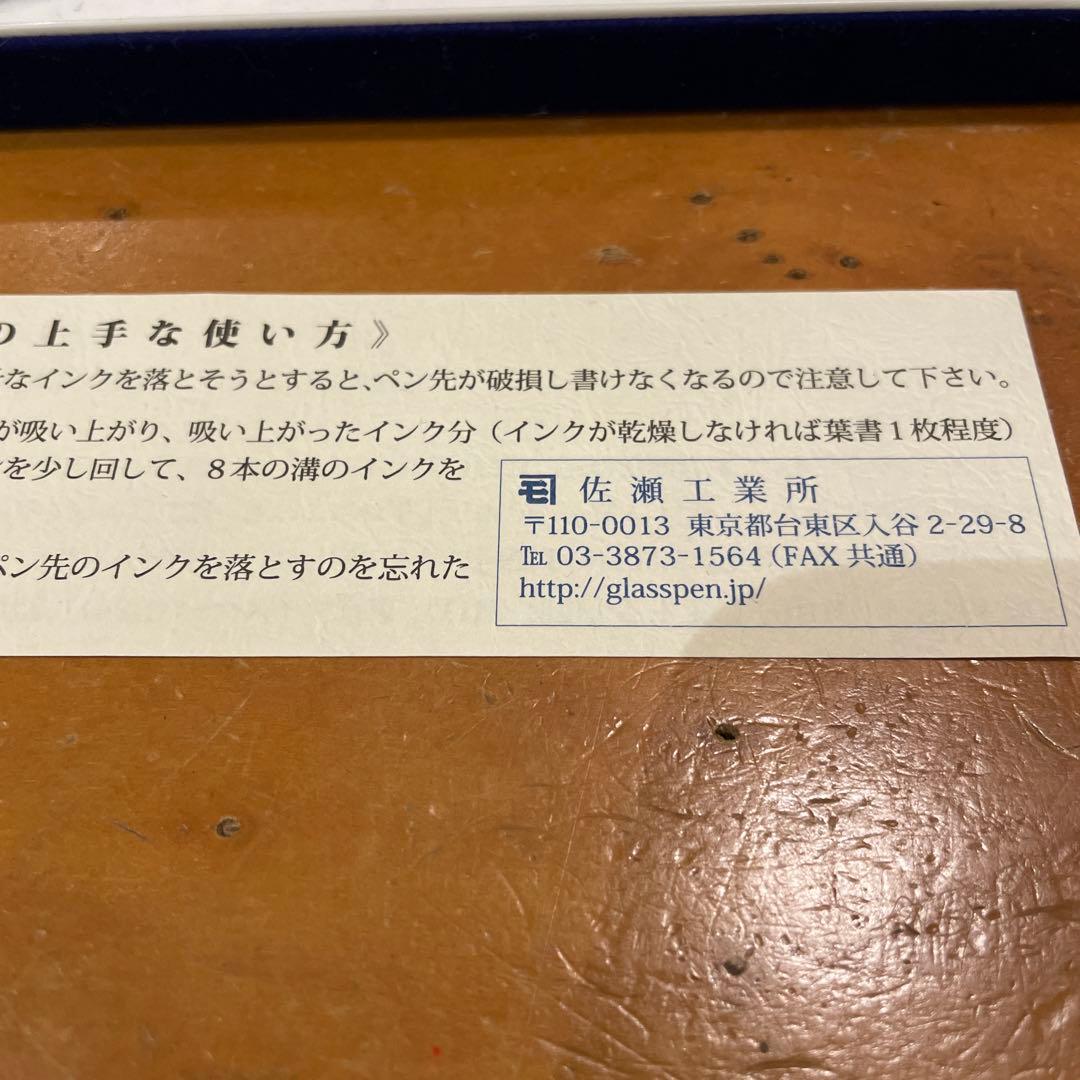 の上手な使い方》
なインクを落とそうとすると、ペン先が破損し書けなくなるので注意して下さい。
が吸い上がり、吸い上がったインク分（インクが乾燥しなければ葉書１枚程度）
を少し回して、８本の溝のインクを
ペン先のインクを落とすのを忘れた
佐瀬工業所
〒110-0013 東京都台東区入谷 2-29-8
℡ 03-3873-1564（FAX 共通）
http://glasspen.jp/